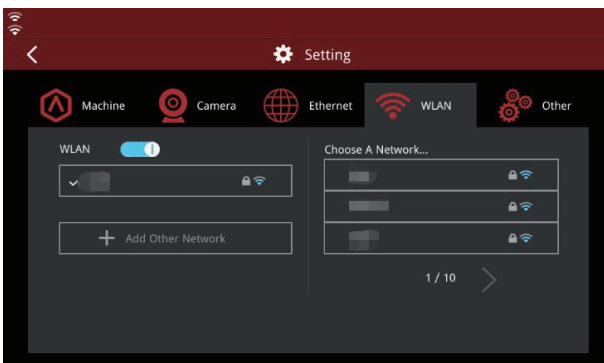 Setting
Machine Camera Ethernet WLAN Other
WLAN
Choose A Network...
Add Other Network
1 / 10